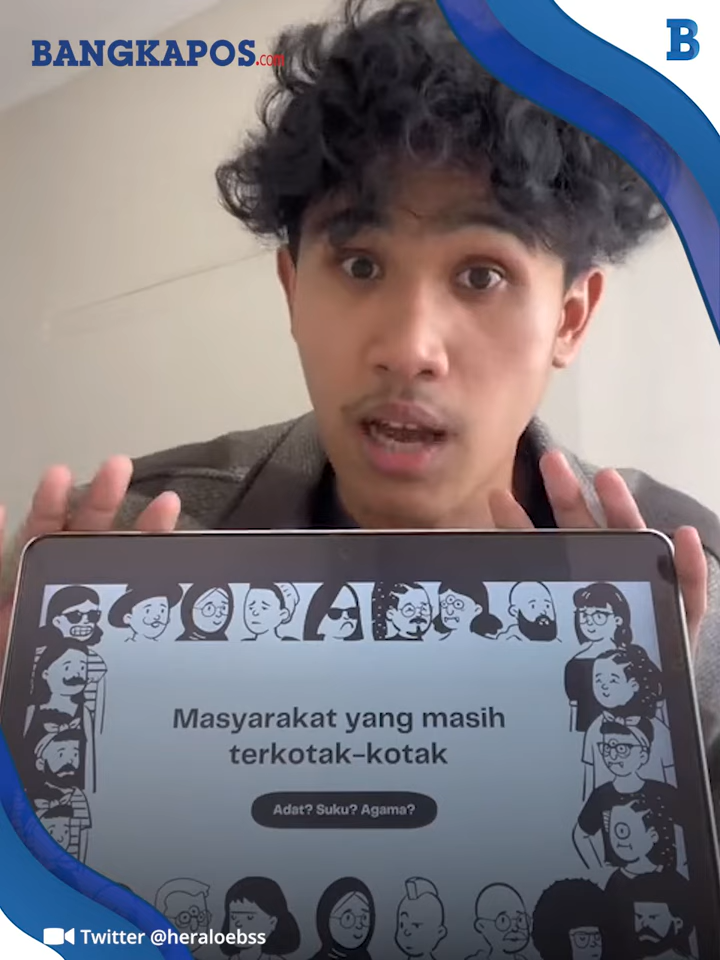 BANGKAPOS.com
B
Masyarakat yang masih
terkotak-kotak
Adat? Suku? Agama?
Twitter @heraloebss